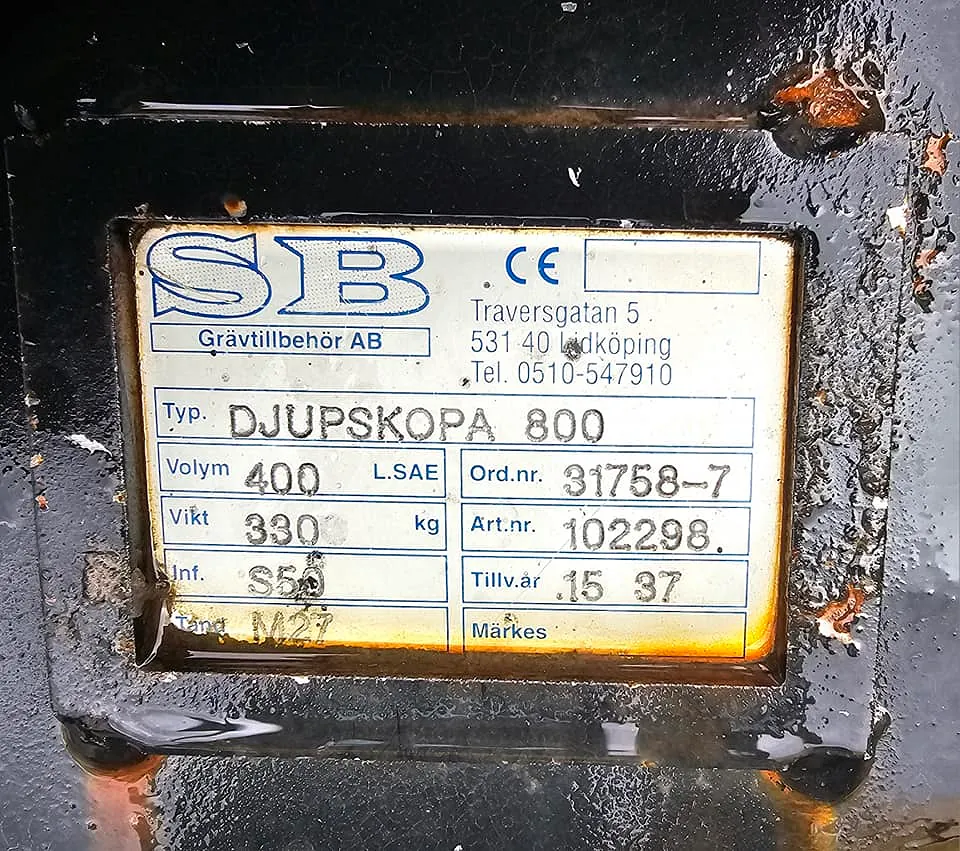 SB
CE
Grävtillbehör AB
Traversgatan 5
531 40 Lidköping
Tel. 0510-547910
Typ. DJUPSKOPA 800
Volym 400 L.SAE
Ord.nr. 31758-7
Vikt 330 kg
Art.nr. 102298.
Inf. S50
Tillv.år .15 37
Tand M27
Märkes